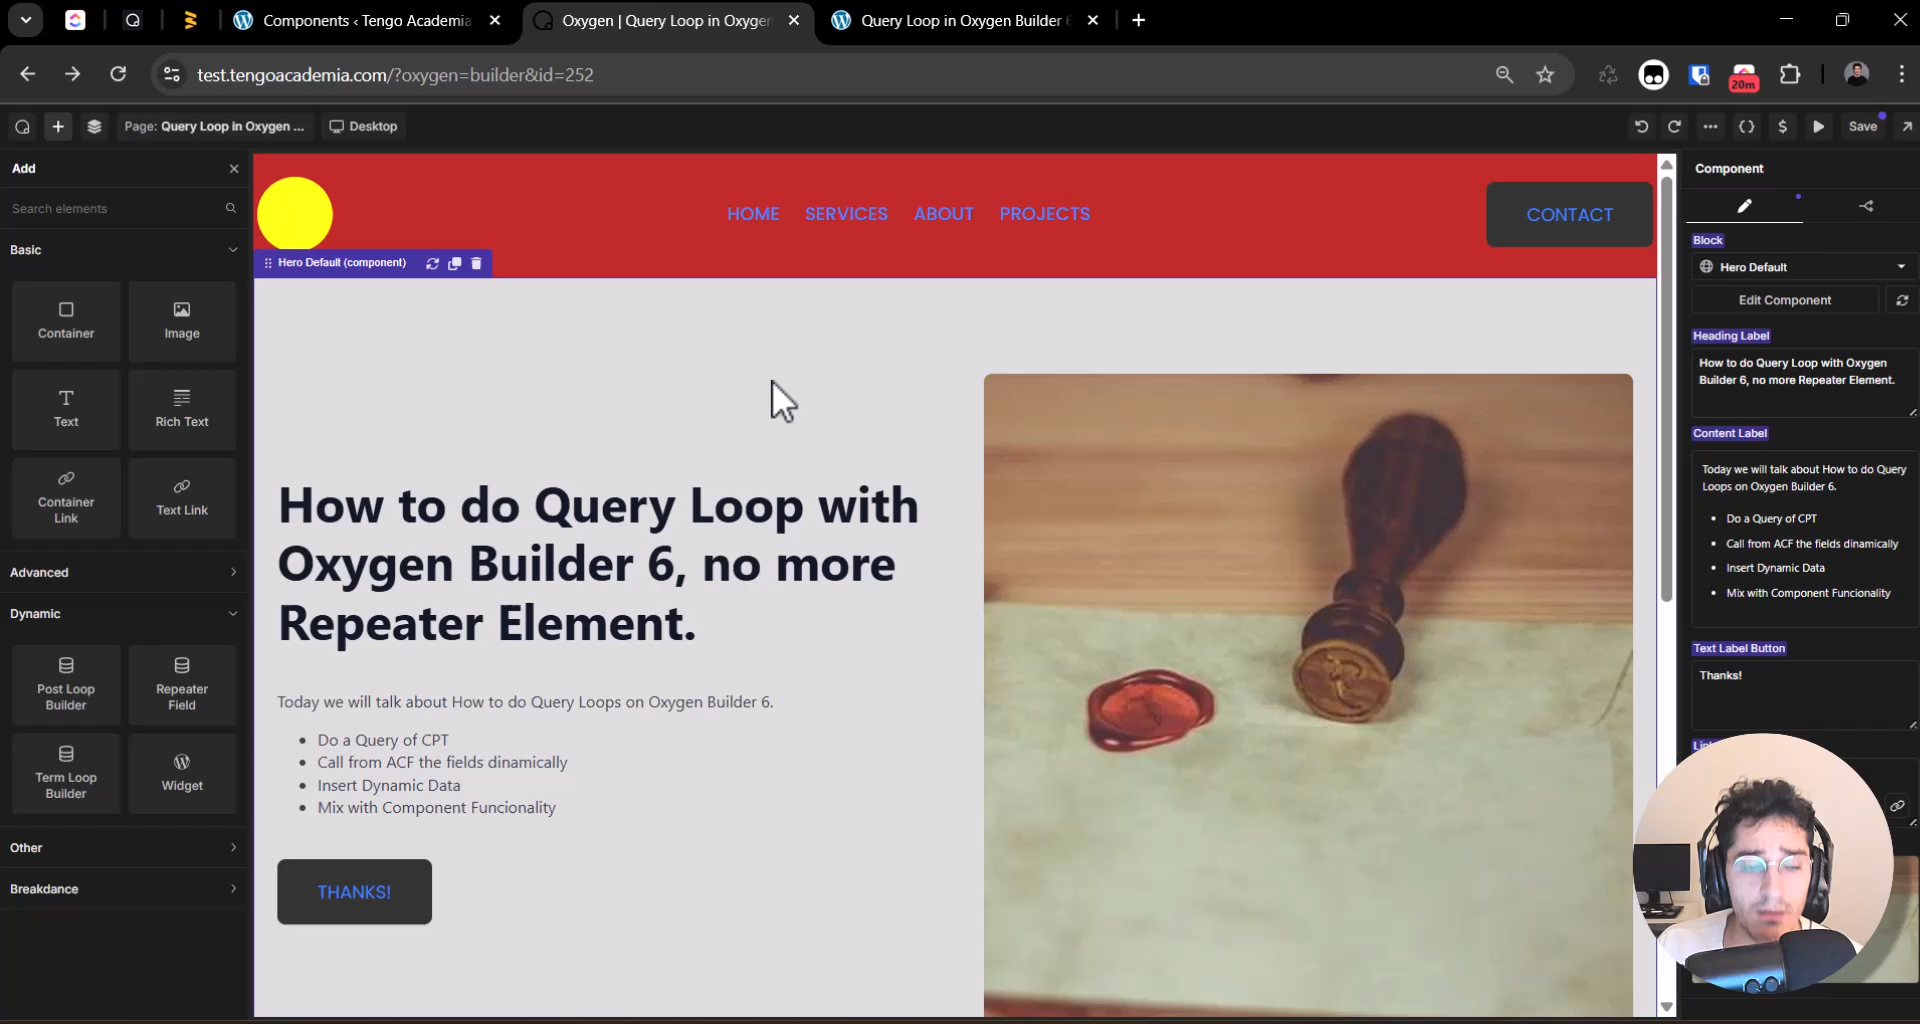 Components ‹ Tengo Academia
Oxygen | Query Loop in Oxygen
Query Loop in Oxygen Builder 6
test.tengoacademia.com/?oxygen=builder&id=252
20m
Page: Query Loop in Oxygen ...
Desktop
Save
Add
Search elements
Basic
Container
Image
Text
Rich Text
Container
Link
Text Link
Advanced
Dynamic
Post Loop
Builder
Repeater
Field
Term Loop
Builder
Widget
Other
Breakdance
HOME
SERVICES
ABOUT
PROJECTS
CONTACT
Hero Default (component)
How to do Query Loop with
Oxygen Builder 6, no more
Repeater Element.
Today we will talk about How to do Query Loops on Oxygen Builder 6.
Do a Query of CPT
Call from ACF the fields dinamically
Insert Dynamic Data
Mix with Component Funcionality
THANKS!
Component
Block
Hero Default
Edit Component
Heading Label
How to do Query Loop with Oxygen
Builder 6, no more Repeater Element.
Content Label
Today we will talk about How to do Query
Loops on Oxygen Builder 6.
Do a Query of CPT
Call from ACF the fields dinamically
Insert Dynamic Data
Mix with Component Funcionality
Text Label Button
Thanks!